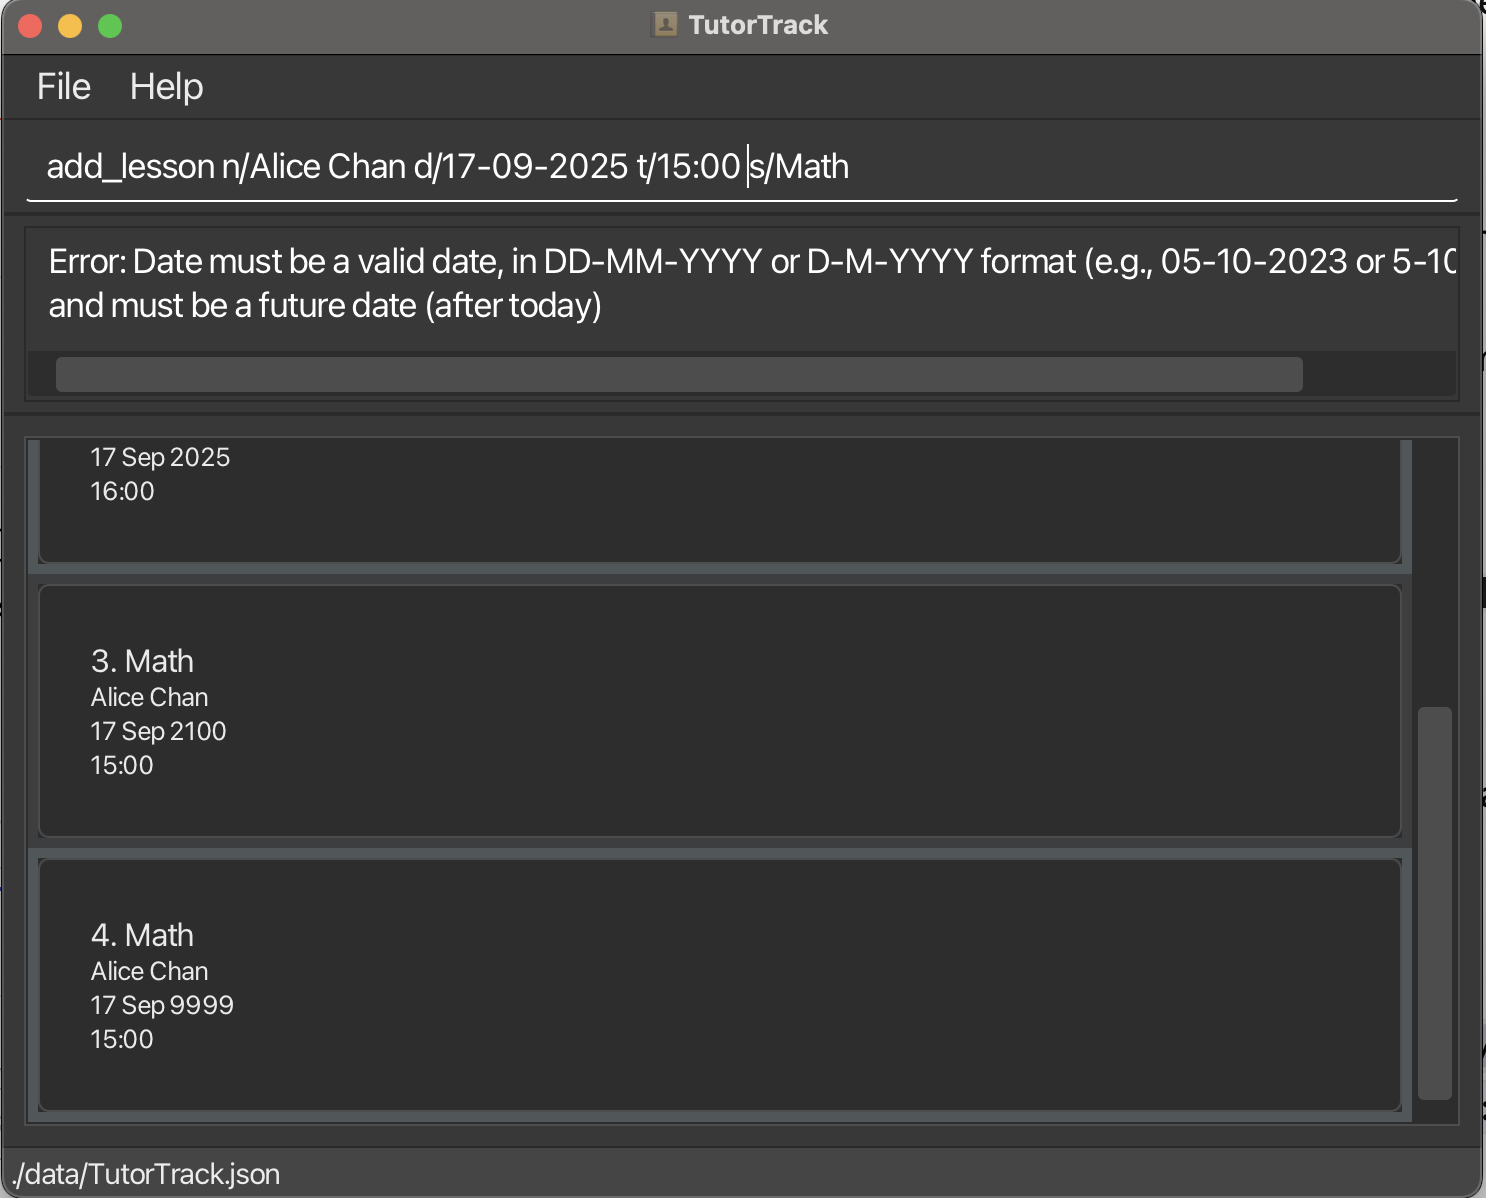 TutorTrack
File Help
add_lesson n/Alice Chan d/17-09-2025 t/15:00 s/Math
Error: Date must be a valid date, in DD-MM-YYYY or D-M-YYYY format (e.g., 05-10-2023 or 5-10
and must be a future date (after today)
17 Sep 2025
16:00
3. Math
Alice Chan
17 Sep 2100
15:00
4. Math
Alice Chan
17 Sep 9999
15:00
./data/TutorTrack.json